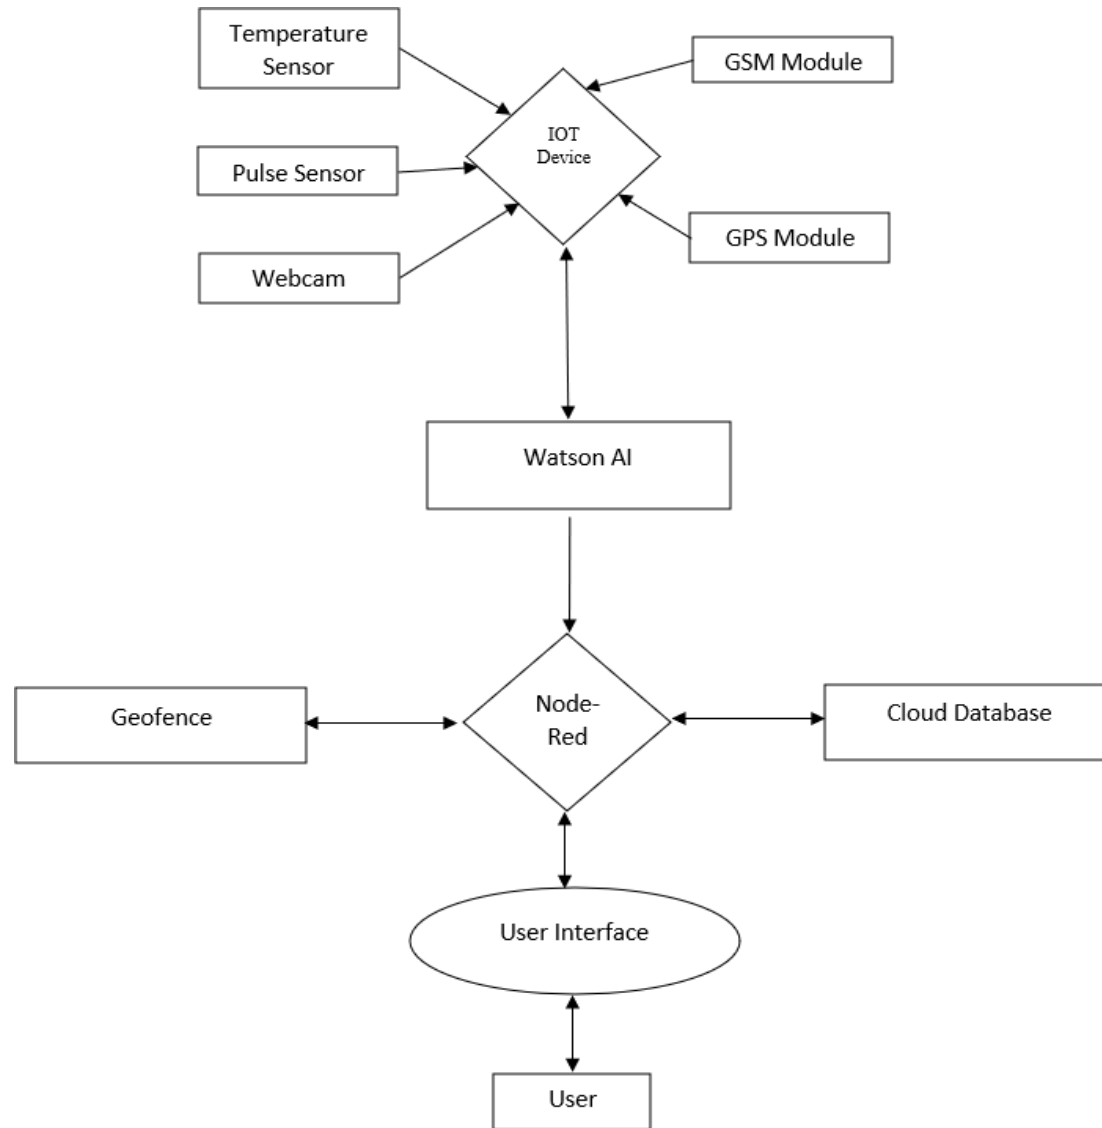 Temperature
Sensor
GSM Module
IOT
Device
Pulse Sensor
GPS Module
Webcam
Watson AI
Geofence
Node-
Red
Cloud Database
User Interface
User